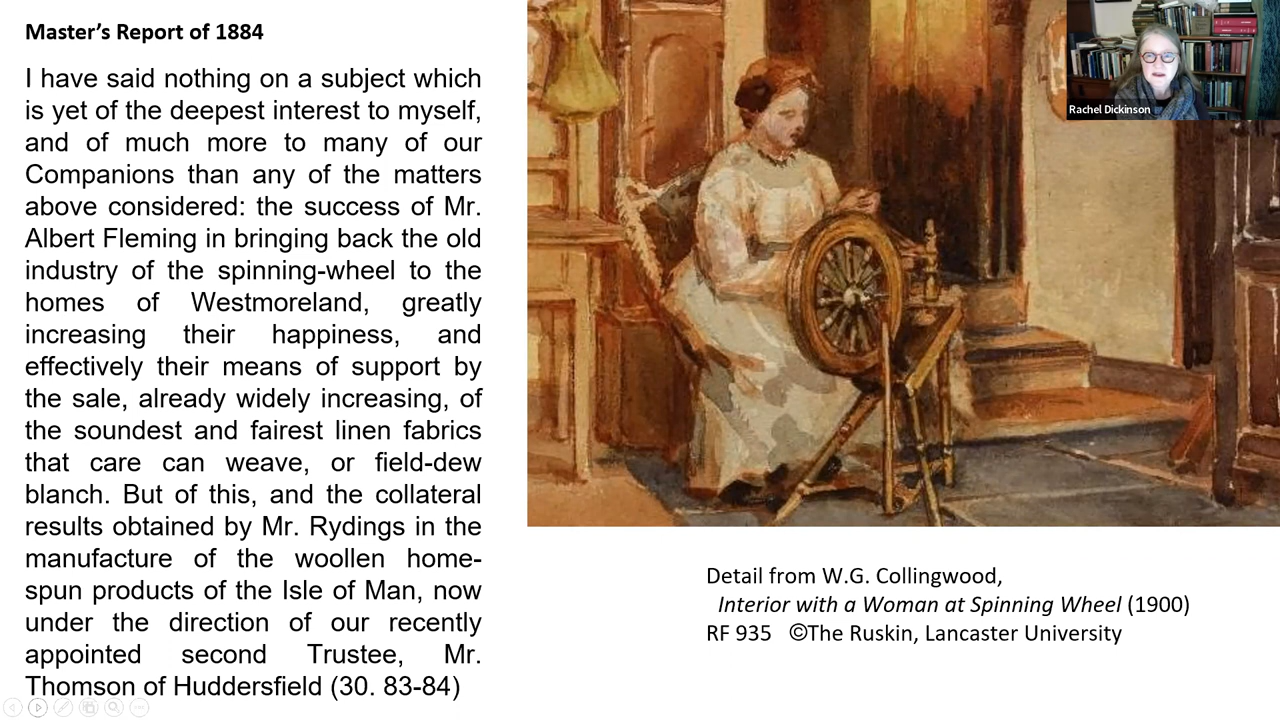 Master’s Report of 1884
I have said nothing on a subject which
is yet of the deepest interest to myself,
and of much more to many of our
Companions than any of the matters
above considered: the success of Mr.
Albert Fleming in bringing back the old
industry of the spinning-wheel to the
homes of Westmoreland, greatly
increasing their happiness, and
effectively their means of support by
the sale, already widely increasing, of
the soundest and fairest linen fabrics
that care can weave, or field-dew
blanch. But of this, and the collateral
results obtained by Mr. Rydings in the
manufacture of the woollen home-
spun products of the Isle of Man, now
under the direction of our recently
appointed second Trustee, Mr.
Thomson of Huddersfield (30. 83-84)
Rachel Dickinson
Detail from W.G. Collingwood,
Interior with a Woman at Spinning Wheel (1900)
RF 935 ©The Ruskin, Lancaster University